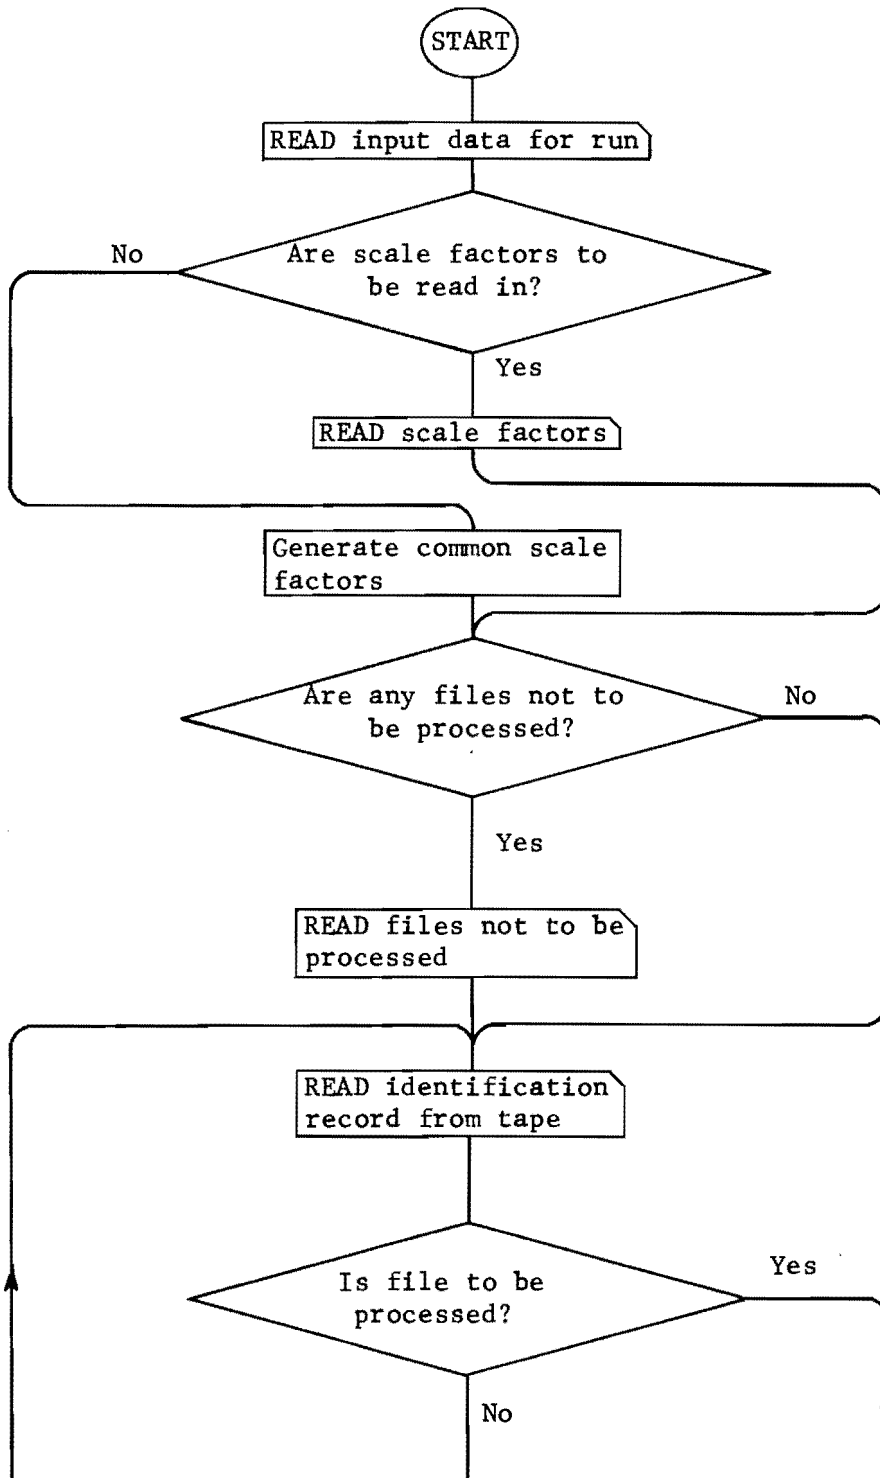 START
READ input data for run
No
Are scale factors to
be read in?
Yes
READ scale factors
Generate common scale
factors
Are any files not to
be processed?
No
Yes
READ files not to be
processed
READ identification
record from tape
Is file to be
processed?
Yes
No